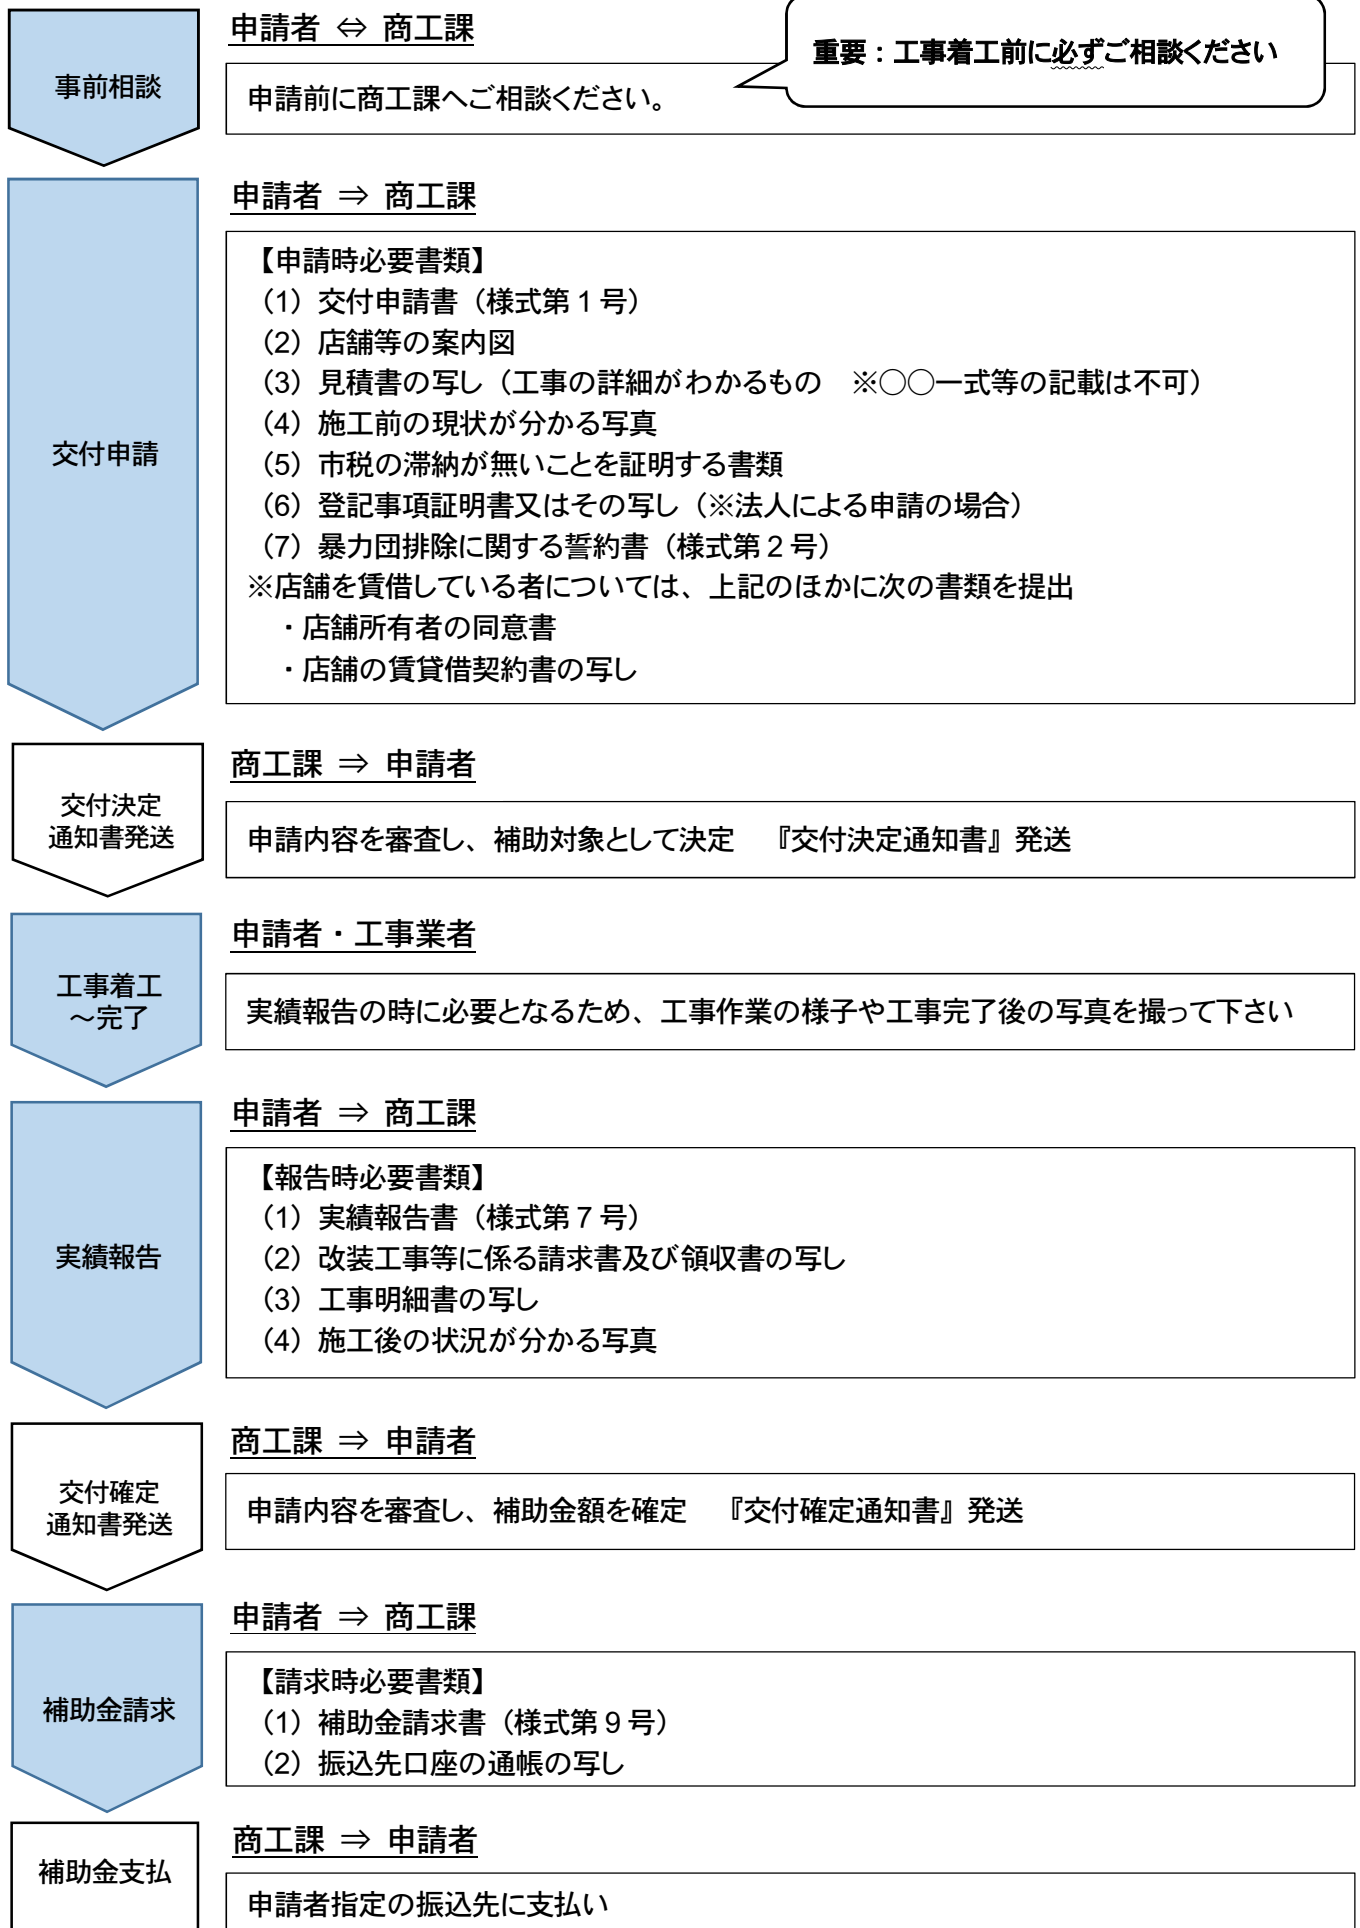 申請者 ⇔ 商工課
重要：工事着工前に必ずご相談ください
事前相談
申請前に商工課へご相談ください。
申請者 ⇒ 商工課
交付申請
【申請時必要書類】
（1）交付申請書（様式第１号）
（2）店舗等の案内図
（3）見積書の写し（工事の詳細がわかるもの　※○○一式等の記載は不可）
（4）施工前の現状が分かる写真
（5）市税の滞納が無いことを証明する書類
（6）登記事項証明書又はその写し（※法人による申請の場合）
（7）暴力団排除に関する誓約書（様式第２号）
※店舗を賃借している者については、上記のほかに次の書類を提出
・店舗所有者の同意書
・店舗の賃貸借契約書の写し
商工課 ⇒ 申請者
交付決定
通知書発送
申請内容を審査し、補助対象として決定　『交付決定通知書』発送
申請者・工事業者
工事着工
～完了
実績報告の時に必要となるため、工事作業の様子や工事完了後の写真を撮って下さい
申請者 ⇒ 商工課
実績報告
【報告時必要書類】
（1）実績報告書（様式第７号）
（2）改装工事等に係る請求書及び領収書の写し
（3）工事明細書の写し
（4）施工後の状況が分かる写真
商工課 ⇒ 申請者
交付確定
通知書発送
申請内容を審査し、補助金額を確定　『交付確定通知書』発送
申請者 ⇒ 商工課
補助金請求
【請求時必要書類】
（1）補助金請求書（様式第９号）
（2）振込先口座の通帳の写し
商工課 ⇒ 申請者
補助金支払
申請者指定の振込先に支払い